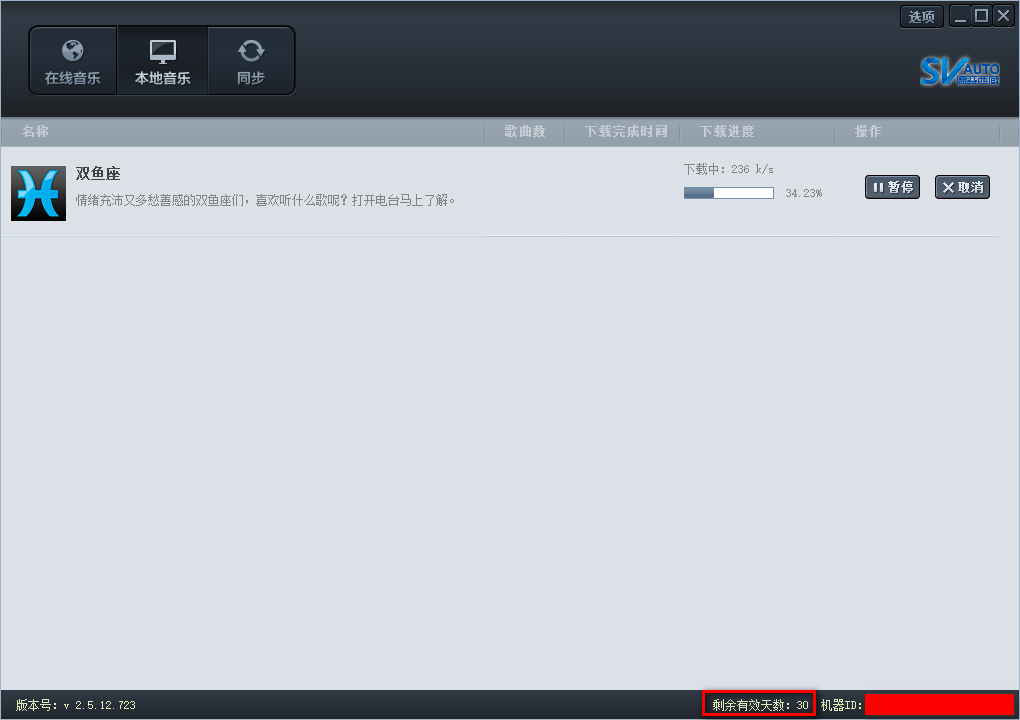 选项
在线音乐 本地音乐 同步
SV AUTO
名称 歌曲数 下载完成时间 下载进度 操作
双鱼座
情绪充沛又多愁善感的双鱼座们，喜欢听什么歌呢？打开电台马上了解。
下载中：236 k/s
34.23%
暂停 取消
版本号：v 2.5.12.723 剩余有效天数：30 机器ID：